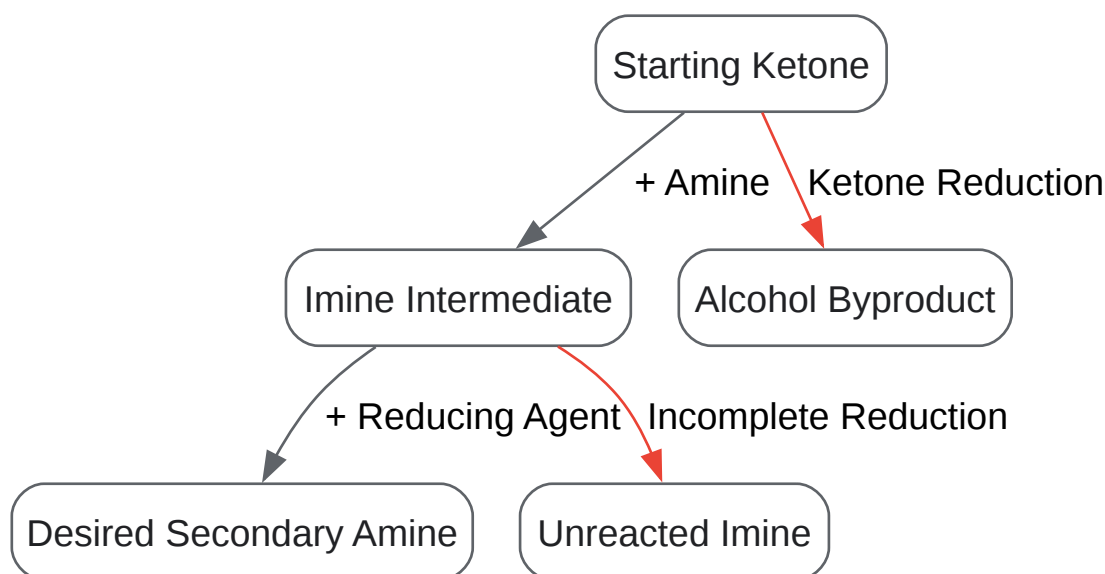 Starting Ketone
+ Amine
Ketone Reduction
Imine Intermediate
Alcohol Byproduct
+ Reducing Agent
Incomplete Reduction
Desired Secondary Amine
Unreacted Imine